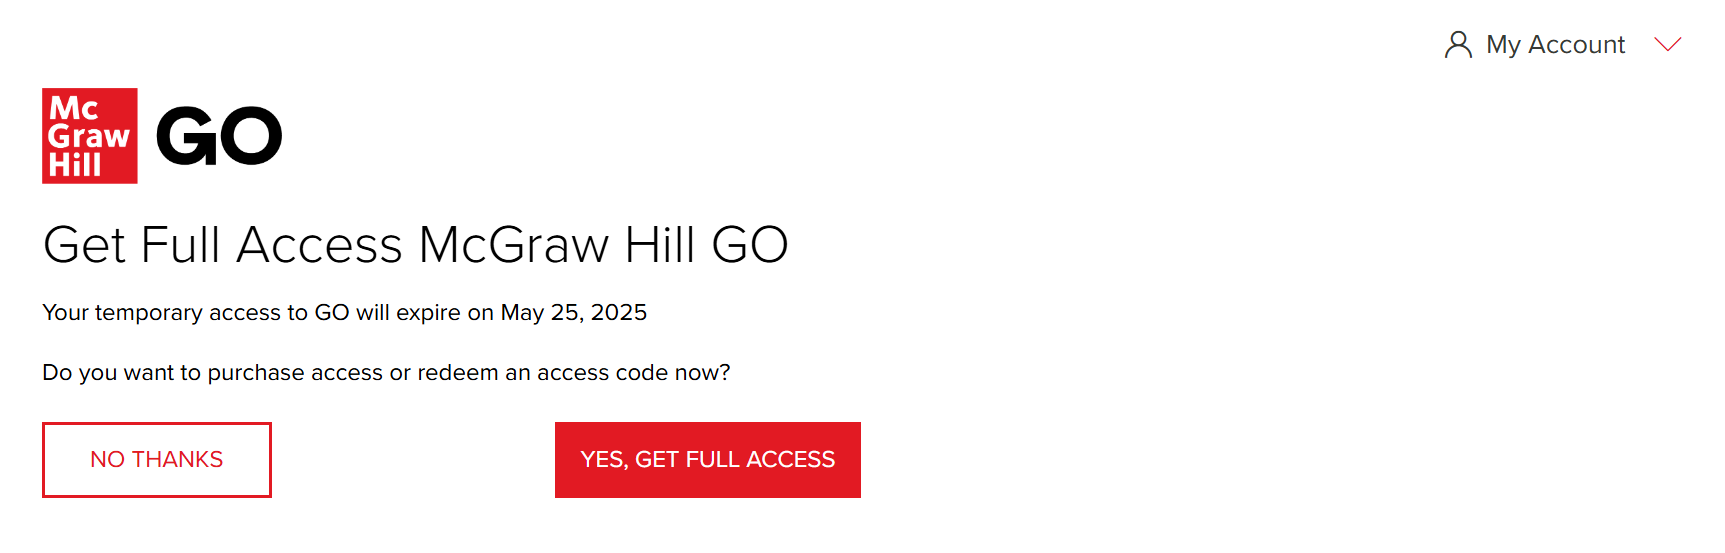 My Account
Mc
Graw
Hill
GO
Get Full Access McGraw Hill GO
Your temporary access to GO will expire on May 25, 2025
Do you want to purchase access or redeem an access code now?
NO THANKS
YES, GET FULL ACCESS